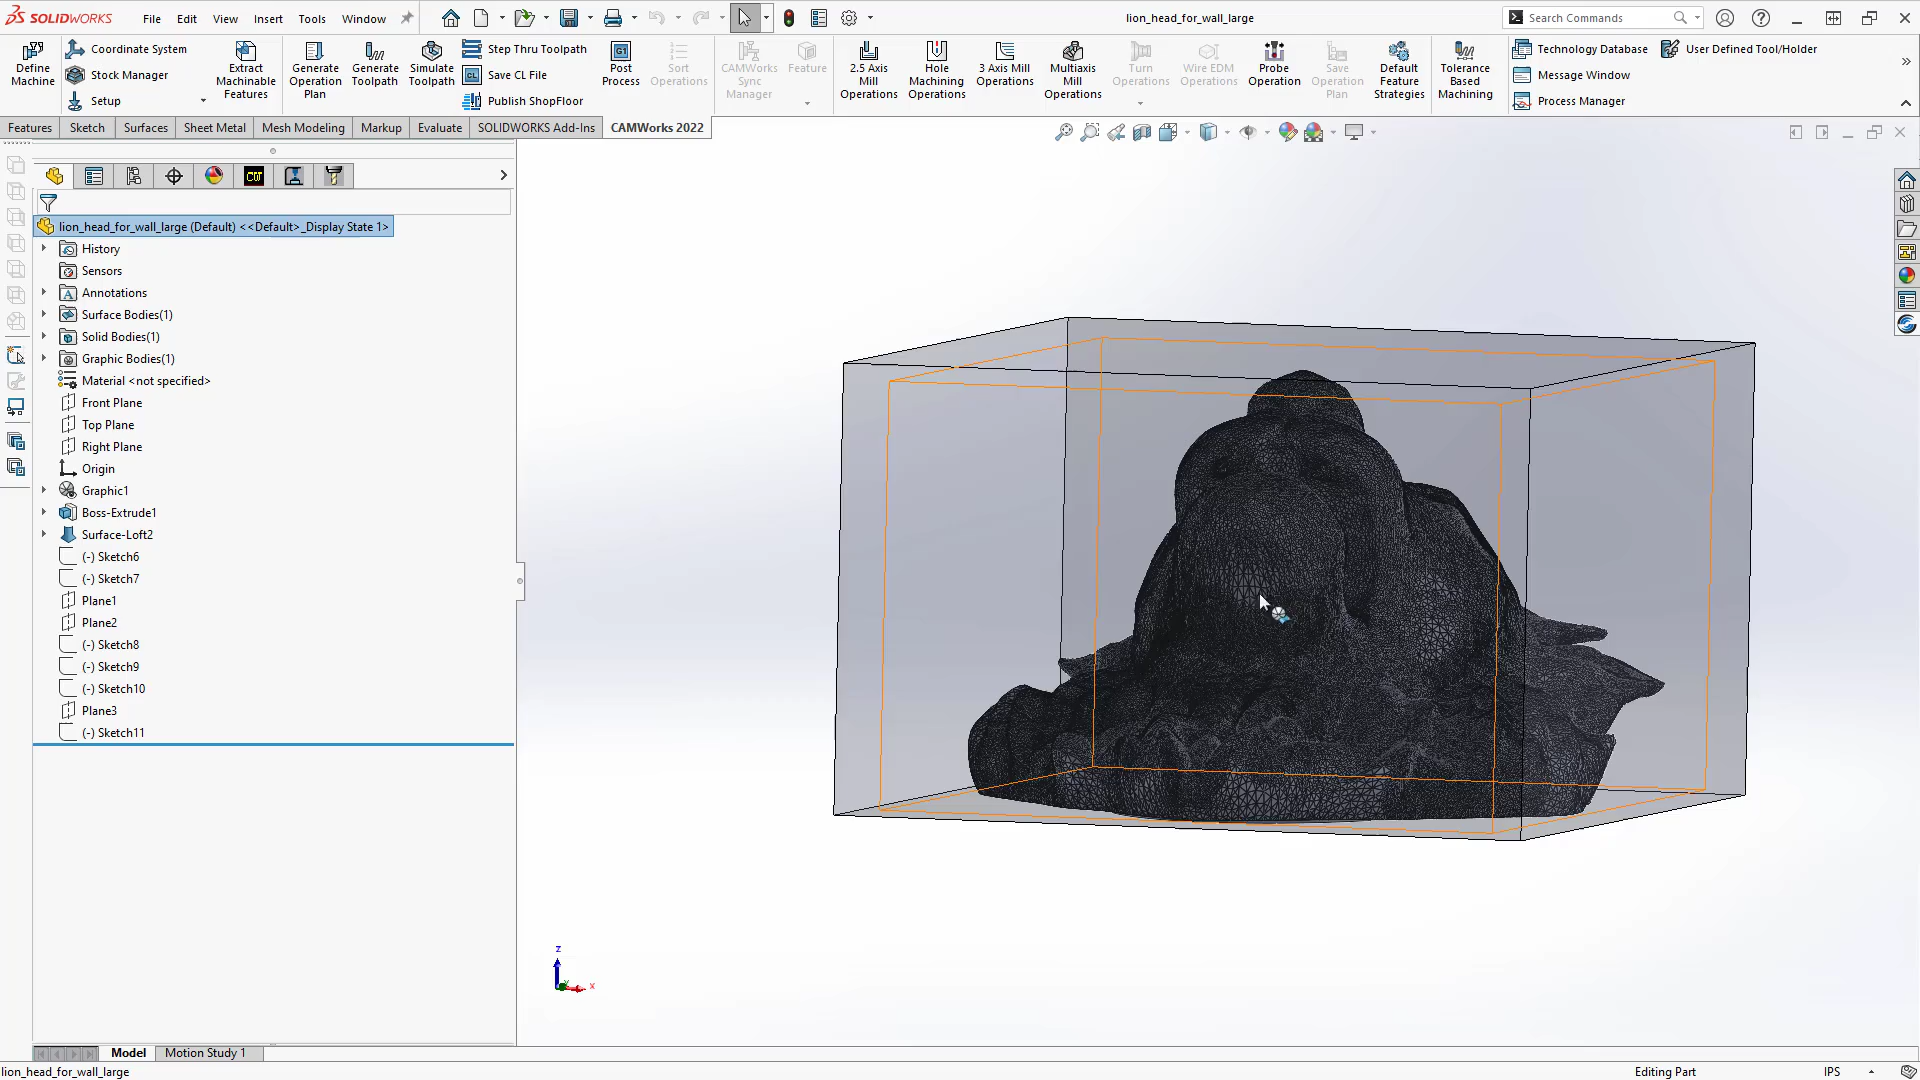 SOLIDWORKS File Edit View Insert Tools Window
lion_head_for_wall_large
Search Commands
Define Machine
Coordinate System
Stock Manager
Setup
Extract Machinable Features
Generate Operation Plan
Generate Toolpath
Simulate Toolpath
Step Thru Toolpath
CL Save CL File
Publish ShopFloor
G1
Post Process
Sort Operations
CAMWorks Sync Manager
Feature
2.5 Axis Mill Operations
Hole Machining Operations
3 Axis Mill Operations
Multiaxis Mill Operations
Turn Operations
Wire EDM Operations
Probe Operation
Save Operation Plan
Default Feature Strategies
Tolerance Based Machining
Technology Database
Message Window
Process Manager
User Defined Tool/Holder
Features Sketch Surfaces Sheet Metal Mesh Modeling Markup Evaluate SOLIDWORKS Add-Ins CAMWorks 2022
CW
lion_head_for_wall_large (Default) <<Default>_Display State 1>
History
Sensors
A Annotations
Surface Bodies(1)
Solid Bodies(1)
Graphic Bodies(1)
Material <not specified>
Front Plane
Top Plane
Right Plane
Origin
Graphic1
Boss-Extrude1
Surface-Loft2
(-) Sketch6
(-) Sketch7
Plane1
Plane2
(-) Sketch8
(-) Sketch9
(-) Sketch10
Plane3
(-) Sketch11
z
x
Model Motion Study 1
lion_head_for_wall_large
Editing Part
IPS